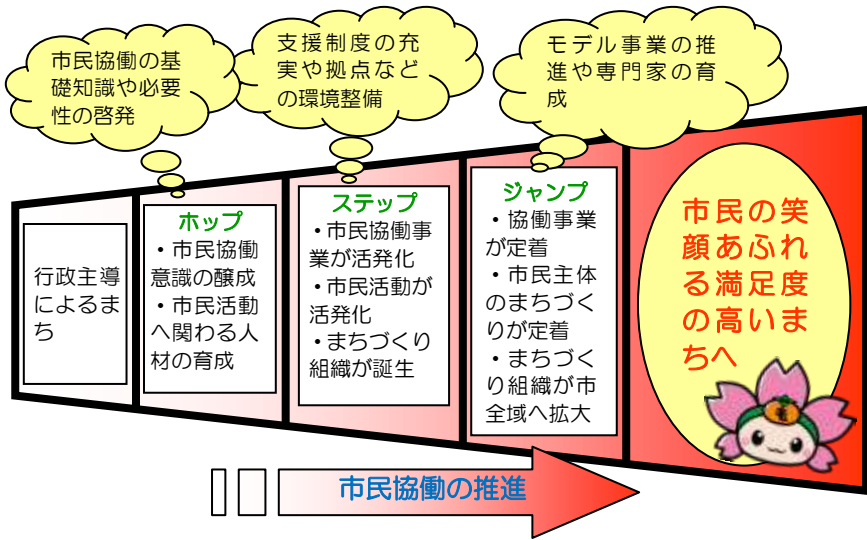 市民協働の基
礎知識や必要
性の啓発
支援制度の充
実や拠点など
の環境整備
モデル事業の推
進や専門家の育
成
行政主導
によるま
ち
ホップ
・市民協働
意識の醸成
・市民活動
へ関わる人
材の育成
ステップ
・市民協働事
業が活発化
・市民活動が
活発化
・まちづくり
組織が誕生
ジャンプ
・協働事業
が定着
・市民主体
のまちづく
りが定着
・まちづく
り組織が市
全域へ拡大
市民の笑
顔あふれ
る満足度
の高いま
ちへ
市民協働の推進